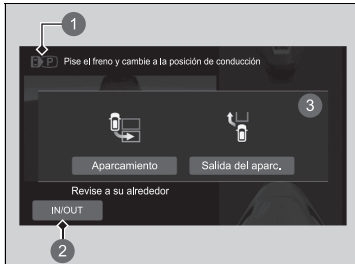 1
P Pise el freno y cambie a la posición de conducción
3
Aparcamiento
Salida del aparc.
Revise a su alrededor
IN/OUT
2